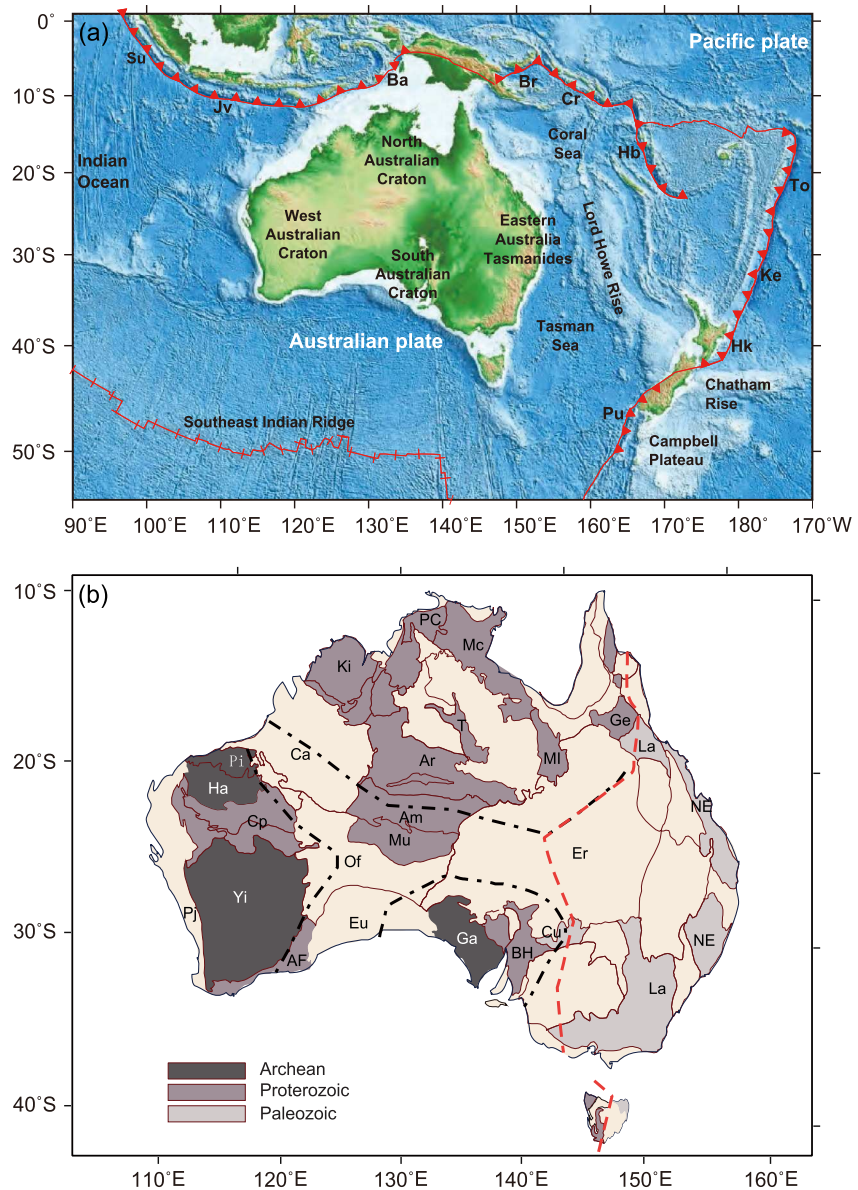 (a)
Pacific plate
0°
10°S
20°S
30°S
40°S
50°S
Su
Jv
Ba
Br
Cr
Hb
To
Ke
Hk
Pu
Indian
Ocean
North
Australian
Craton
Coral
Sea
West
Australian
Craton
South
Australian
Craton
Eastern
Australia
Tasmanides
Lord Howe Rise
Australian plate
Tasman
Sea
Chatham
Rise
Campbell
Plateau
Southeast Indian Ridge
90°E 100°E 110°E 120°E 130°E 140°E 150°E 160°E 170°E 180° 170°W
(b)
10°S
20°S
30°S
40°S
PC
Mc
Ki
T
Ge
La
Ca
Ar
MI
Pi
Ha
Cp
Am
Mu
NE
Of
Er
Yi
Pj
Eu
AF
Ga
Cu
BH
NE
La
Archean
Proterozoic
Paleozoic
110°E 120°E 130°E 140°E 150°E 160°E